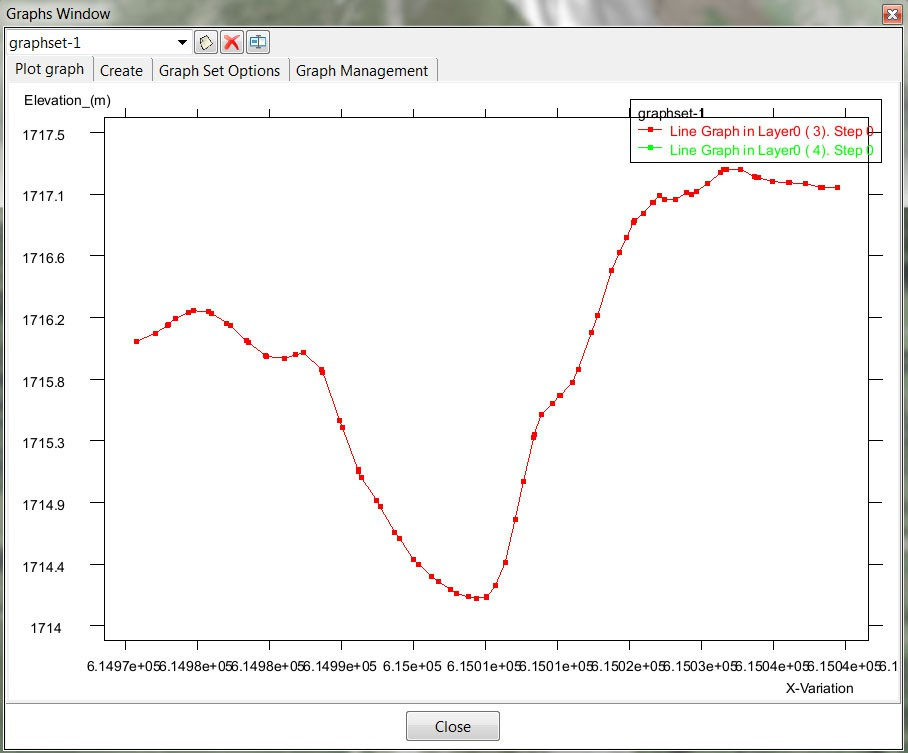 Graphs Window
graphset-1
Plot graph Create Graph Set Options Graph Management
Elevation_(m)
graphset-1
Line Graph in Layer0 ( 3). Step 0
Line Graph in Layer0 ( 4). Step 0
1717.5
1717.1
1716.6
1716.2
1715.8
1715.3
1714.9
1714.4
1714
6.1497e+05 6.1498e+05 6.1498e+05 6.1499e+05 6.15e+05 6.1501e+05 6.1501e+05 6.1502e+05 6.1503e+05 6.1504e+05 6.1504e+05 6.1
X-Variation
Close